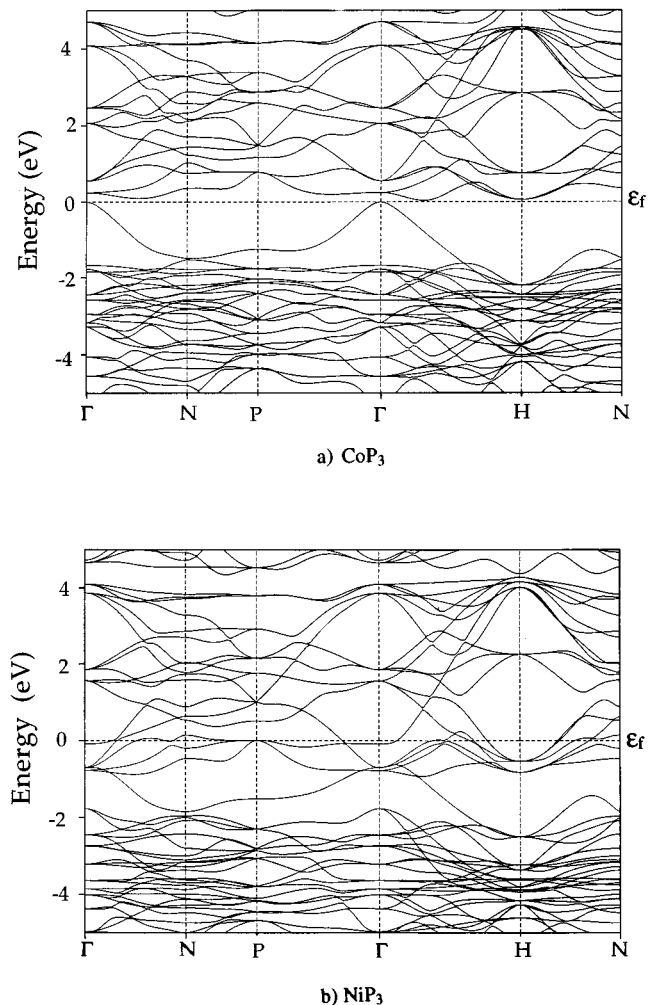 4
2
0
-2
-4
Energy (eV)
εf
Γ N P Γ H N
a) CoP3
4
2
0
-2
-4
Energy (eV)
εf
Γ N P Γ H N
b) NiP3